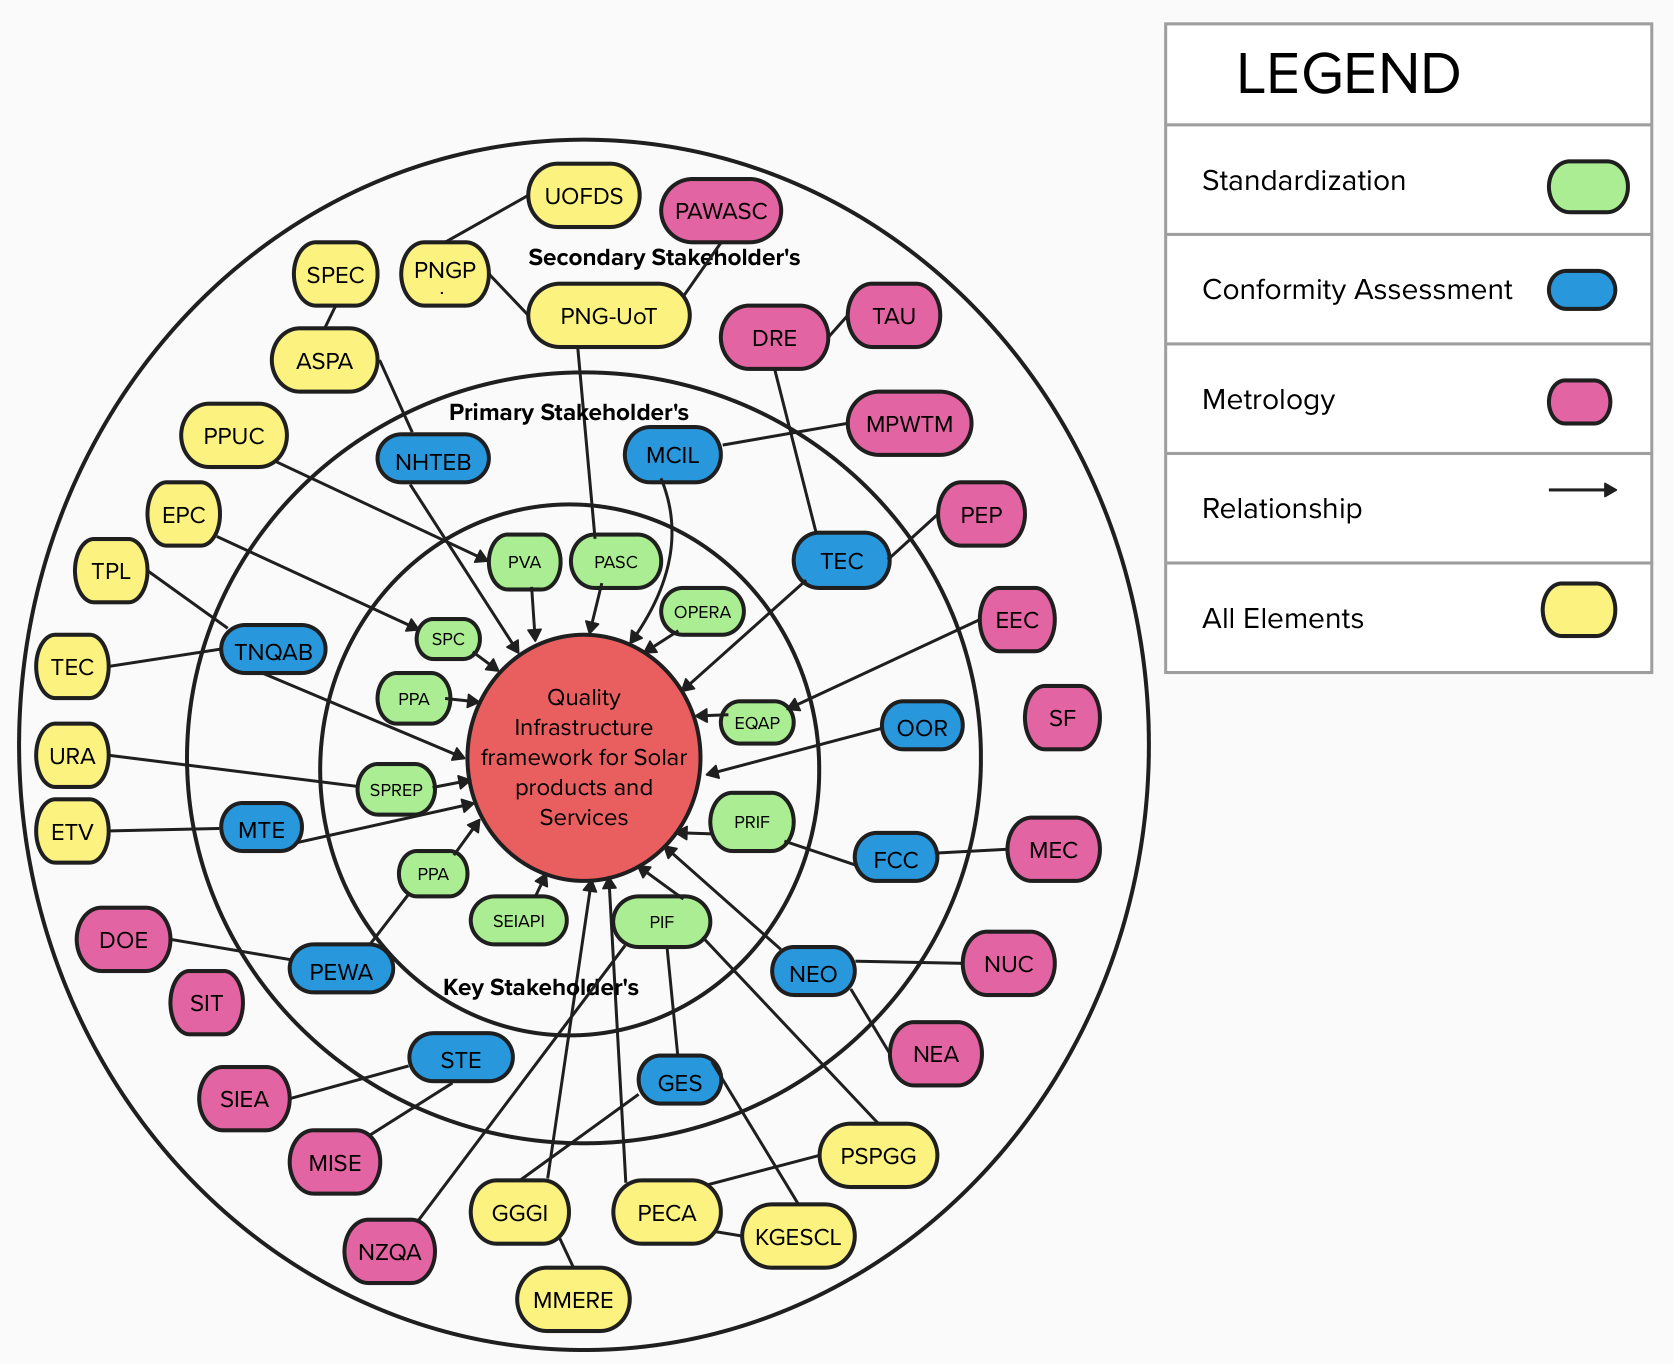 LEGEND
Standardization
Conformity Assessment
Metrology
Relationship
All Elements
UOFDS
PAWASC
Secondary Stakeholder's
SPEC
PNGP
.
PNG-UoT
TAU
DRE
ASPA
Primary Stakeholder's
MPWTM
PPUC
NHTEB
MCIL
EPC
PEP
TPL
PVA
PASC
TEC
OPERA
EEC
SPC
TNQAB
TEC
PPA
EQAP
OOR
SF
Quality
Infrastructure
framework for Solar
products and
Services
URA
SPREP
ETV
MTE
PRIF
FCC
MEC
PPA
SEIAPI
PIF
DOE
PEWA
NEO
NUC
Key Stakeholder's
SIT
STE
GES
NEA
SIEA
MISE
PSPGG
GGGI
PECA
KGESCL
NZQA
MMERE